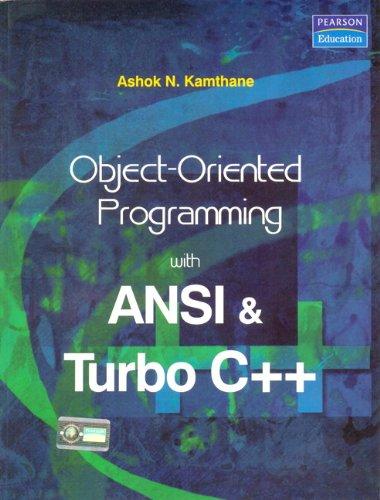 PEARSON
Education
Ashok N. Kamthane
Object-Oriented
Programming
with
ANSI &
Turbo C++